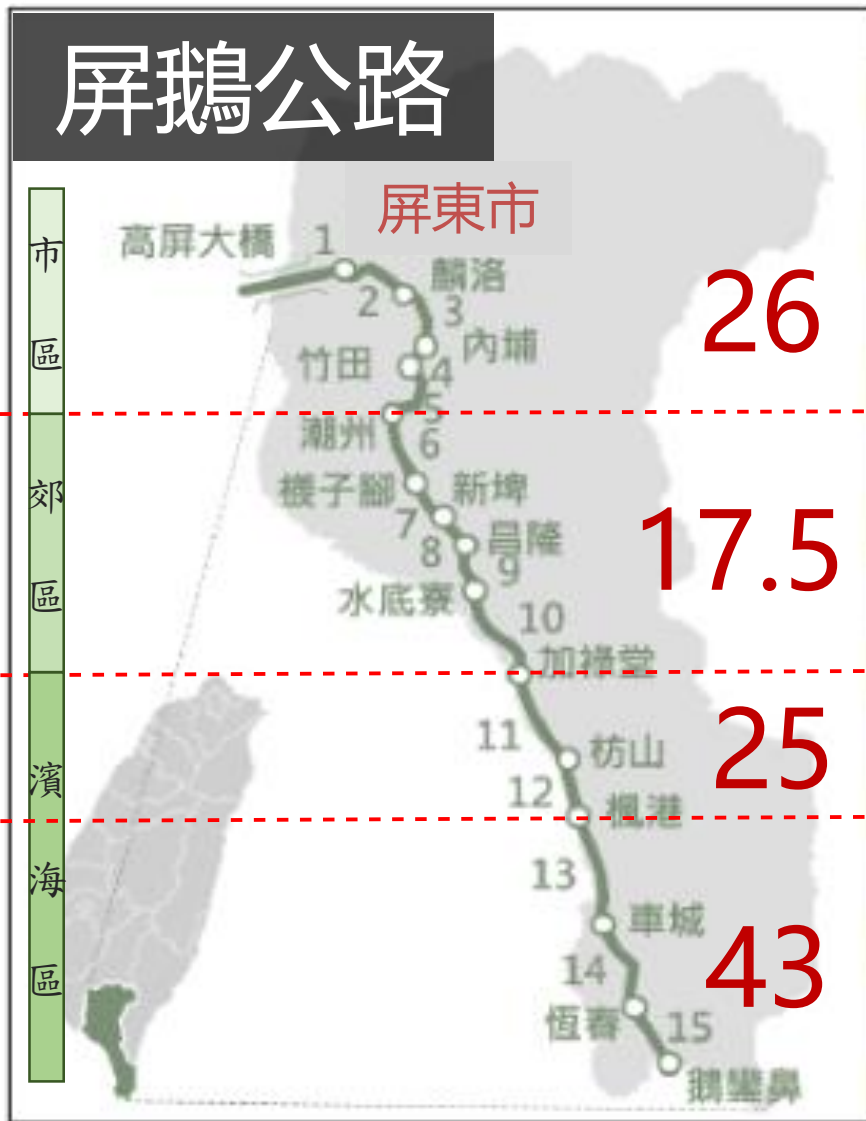 屏鵝公路
屏東市
高屏大橋
1
2
麟洛
3
內埔
竹田
4
5
潮州
6
檨子腳
新埤
7
8
昌隆
9
水底寮
10
加祿堂
11
枋山
12
楓港
13
車城
14
恆春
15
鵝鑾鼻
市區
郊區
濱海區
26
17.5
25
43